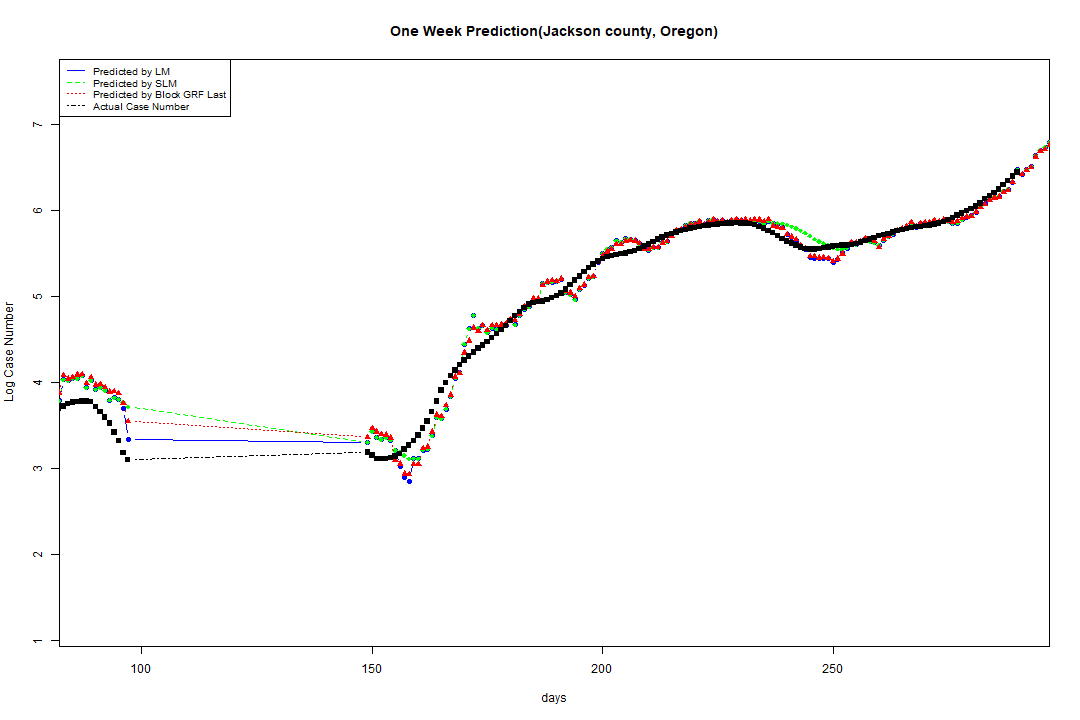 One Week Prediction(Jackson county, Oregon)
Predicted by LM
Predicted by SLM
Predicted by Block GRF Last
Actual Case Number
Log Case Number
7
6
5
4
3
2
1
100
150
200
250
days